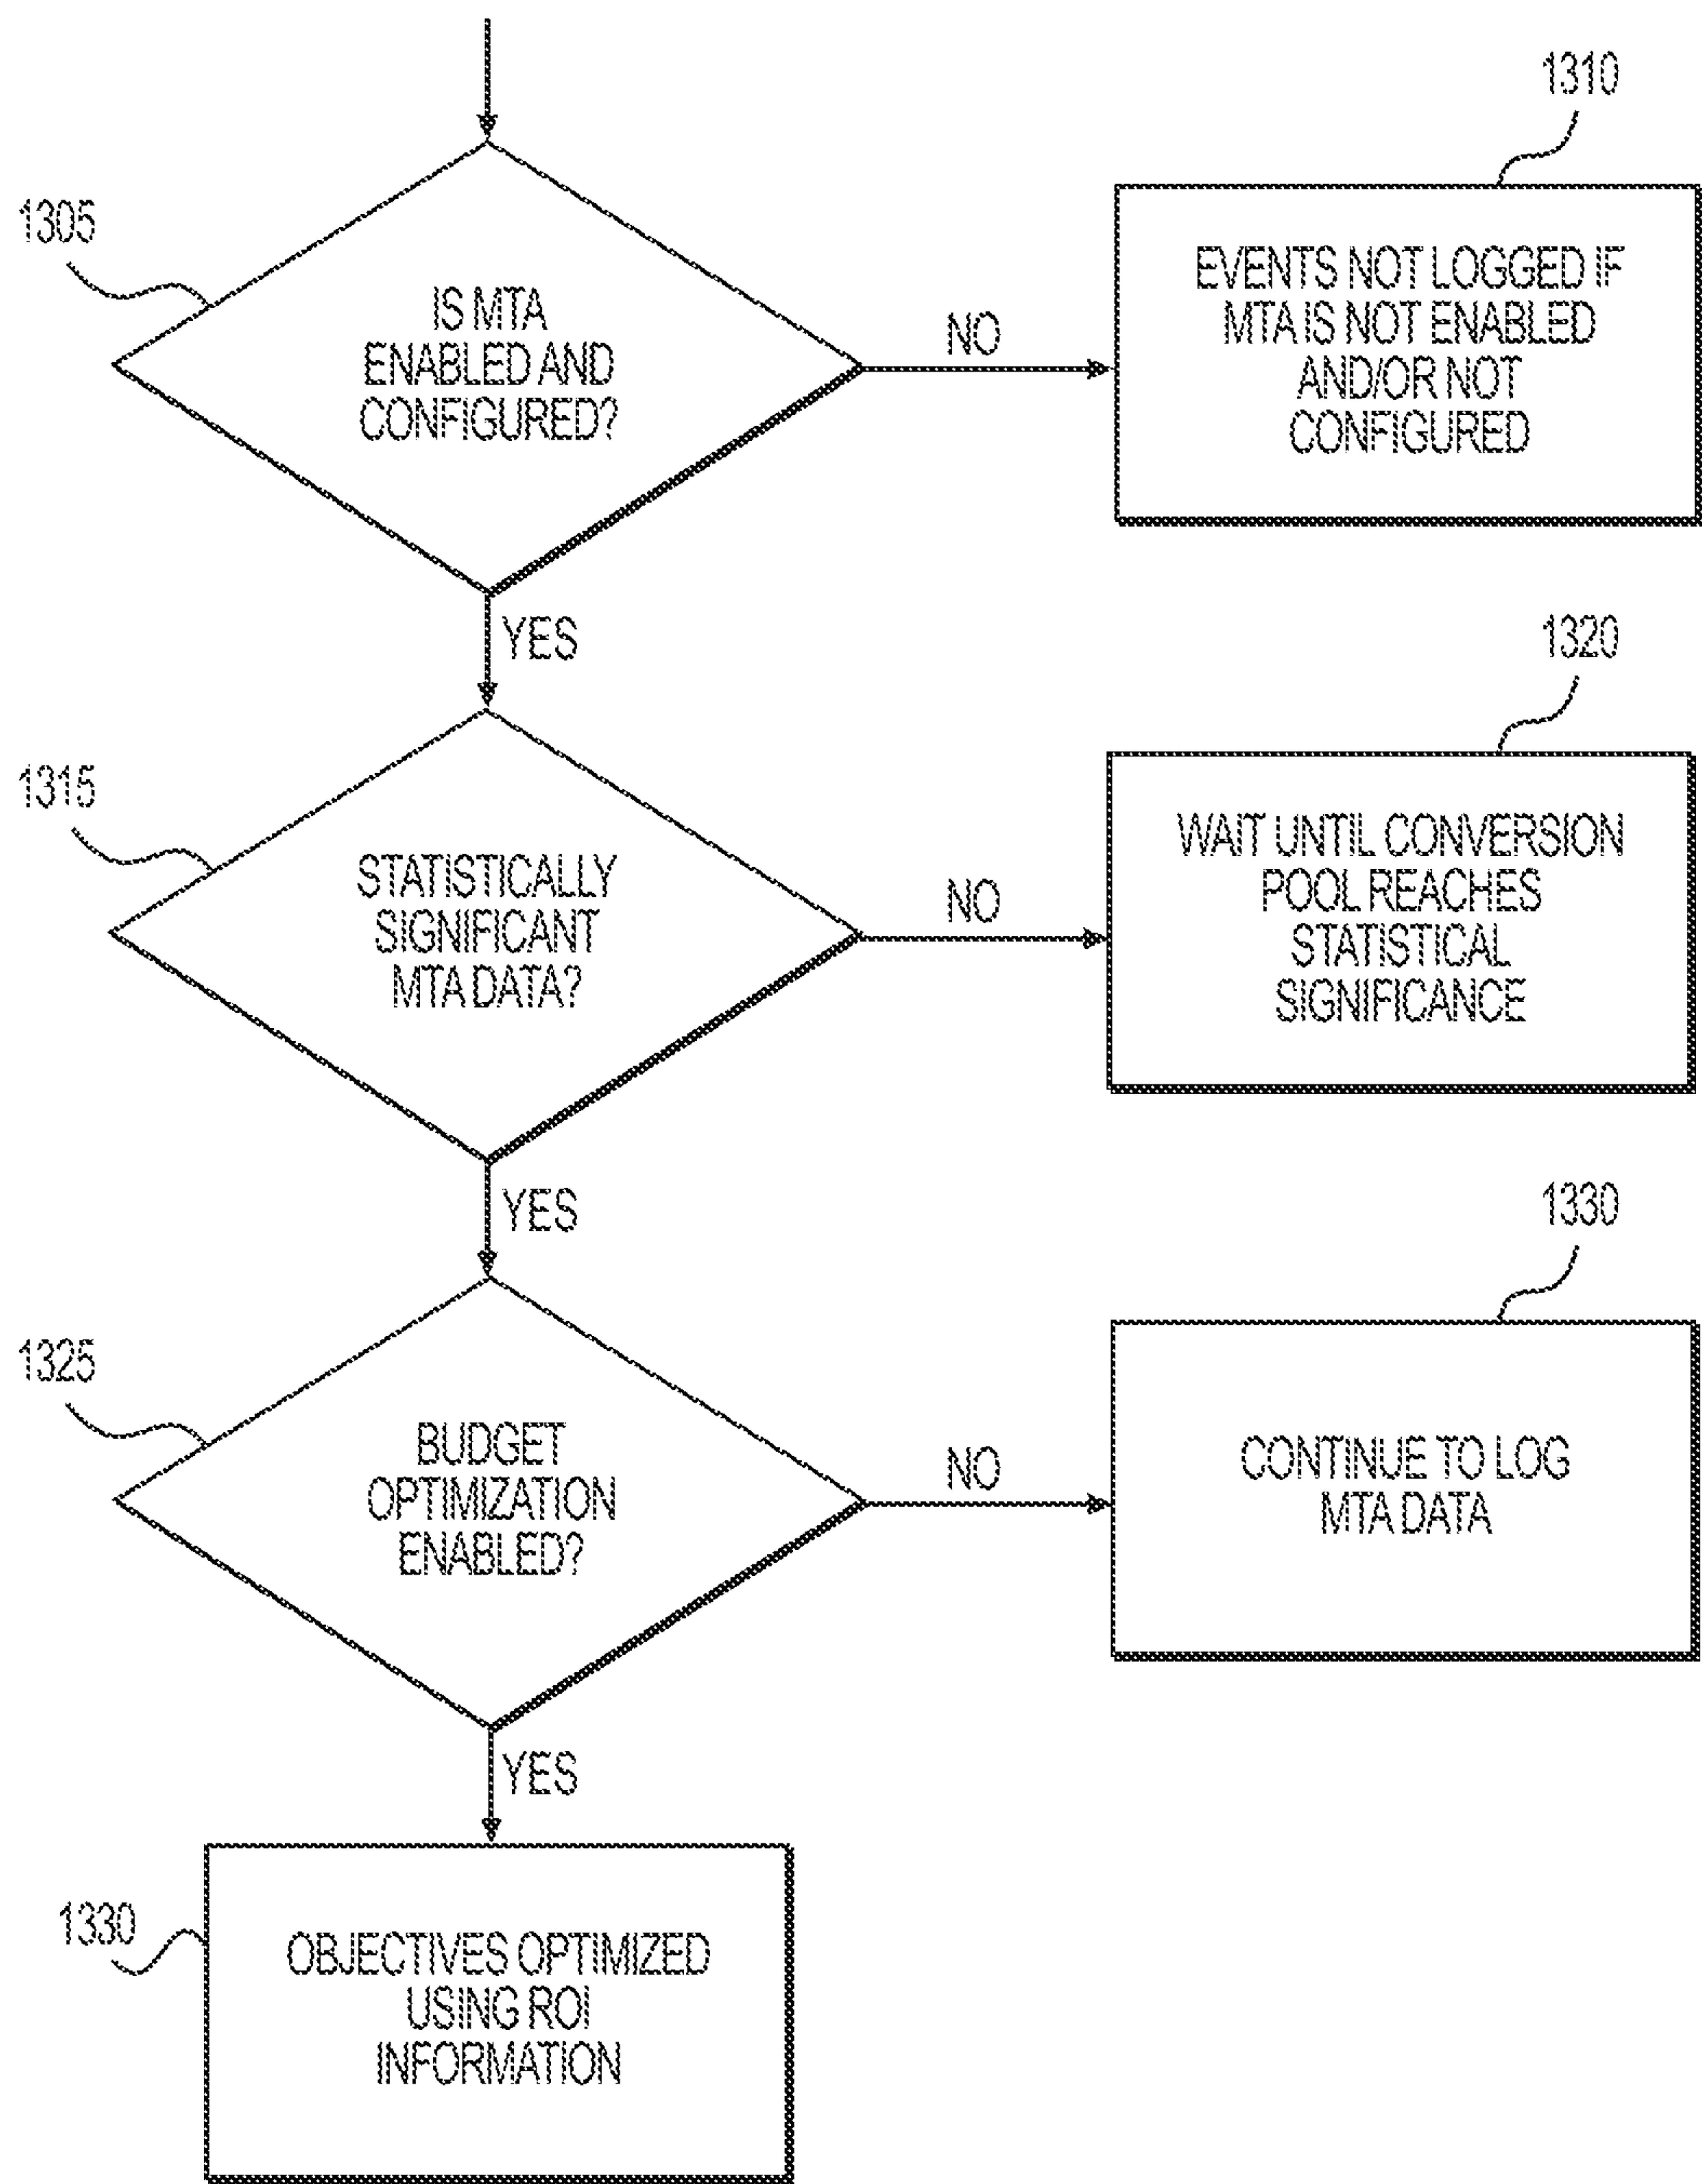 1305
IS MTA
ENABLED AND
CONFIGURED?
NO
1310
EVENTS NOT LOGGED IF
MTA IS NOT ENABLED
AND/OR NOT
CONFIGURED
YES
1315
STATISTICALLY
SIGNIFICANT
MTA DATA?
NO
1320
WAIT UNTIL CONVERSION
POOL REACHES
STATISTICAL
SIGNIFICANCE
YES
1325
BUDGET
OPTIMIZATION
ENABLED?
NO
1330
CONTINUE TO LOG
MTA DATA
YES
1330
OBJECTIVES OPTIMIZED
USING ROI
INFORMATION